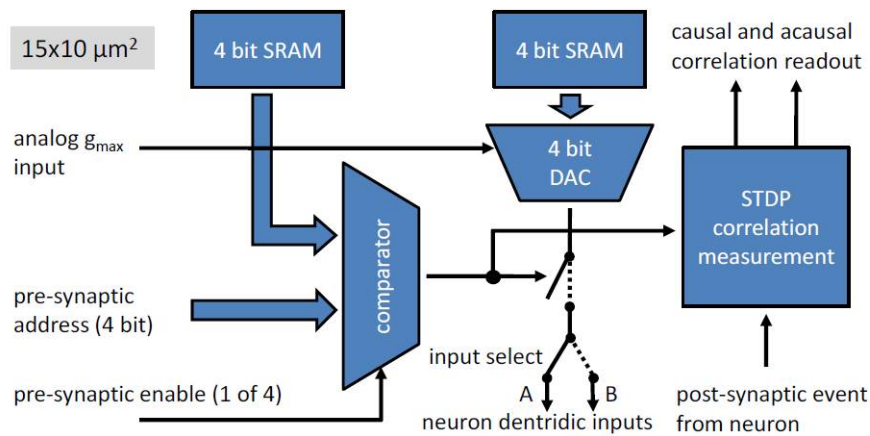 15x10 μm²
4 bit SRAM
4 bit SRAM
causal and acausal
correlation readout
analog gmax
input
4 bit
DAC
STDP
correlation
measurement
comparator
pre-synaptic
address (4 bit)
input select
pre-synaptic enable (1 of 4)
A
B
neuron dentridic inputs
post-synaptic event
from neuron